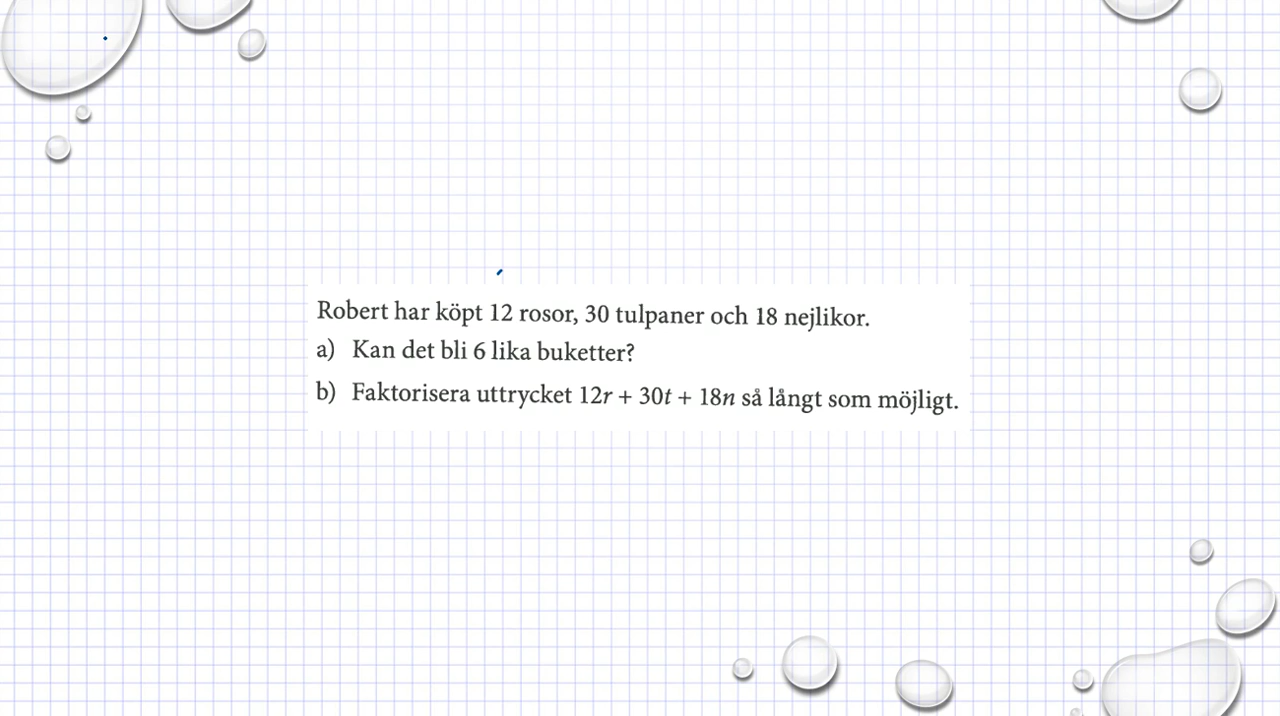 Robert har köpt 12 rosor, 30 tulpaner och 18 nejlikor.
a) Kan det bli 6 lika buketter?
b) Faktorisera uttrycket 12r + 30t + 18n så långt som möjligt.